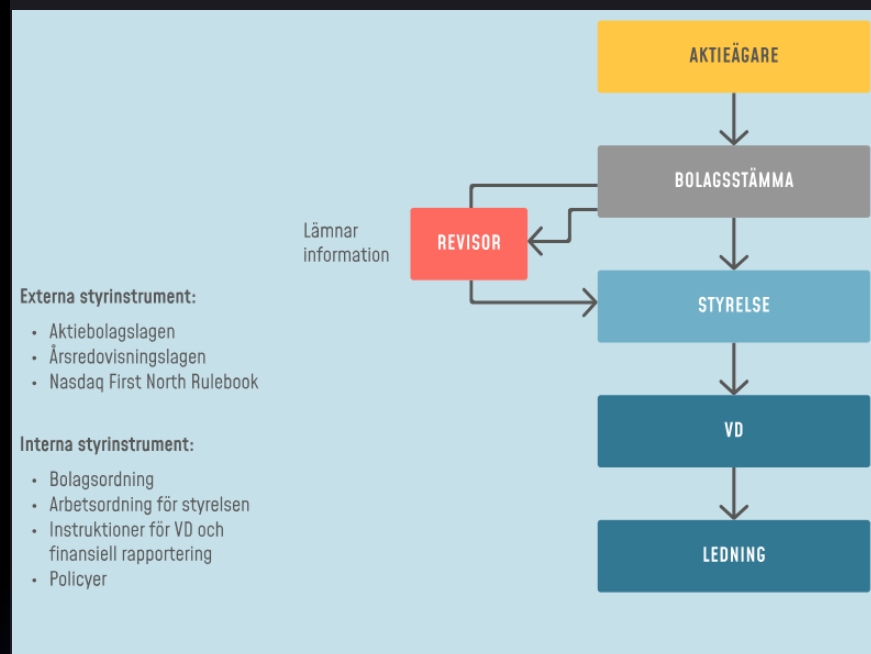 AKTIEÄGARE
BOLAGSSTÄMMA
Lämnar
information
REVISOR
STYRELSE
VD
LEDNING
Externa styrinstrument:
• Aktiebolagslagen
• Årsredovisningslagen
• Nasdaq First North Rulebook
Interna styrinstrument:
• Bolagsordning
• Arbetsordning för styrelsen
• Instruktioner för VD och
finansiell rapportering
• Policyer